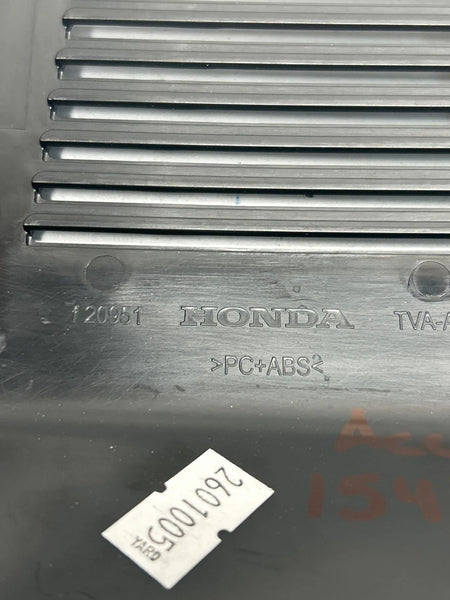 120951 HONDA TVA-A
>PC+ABS<
Acc
154
2601005
YARD